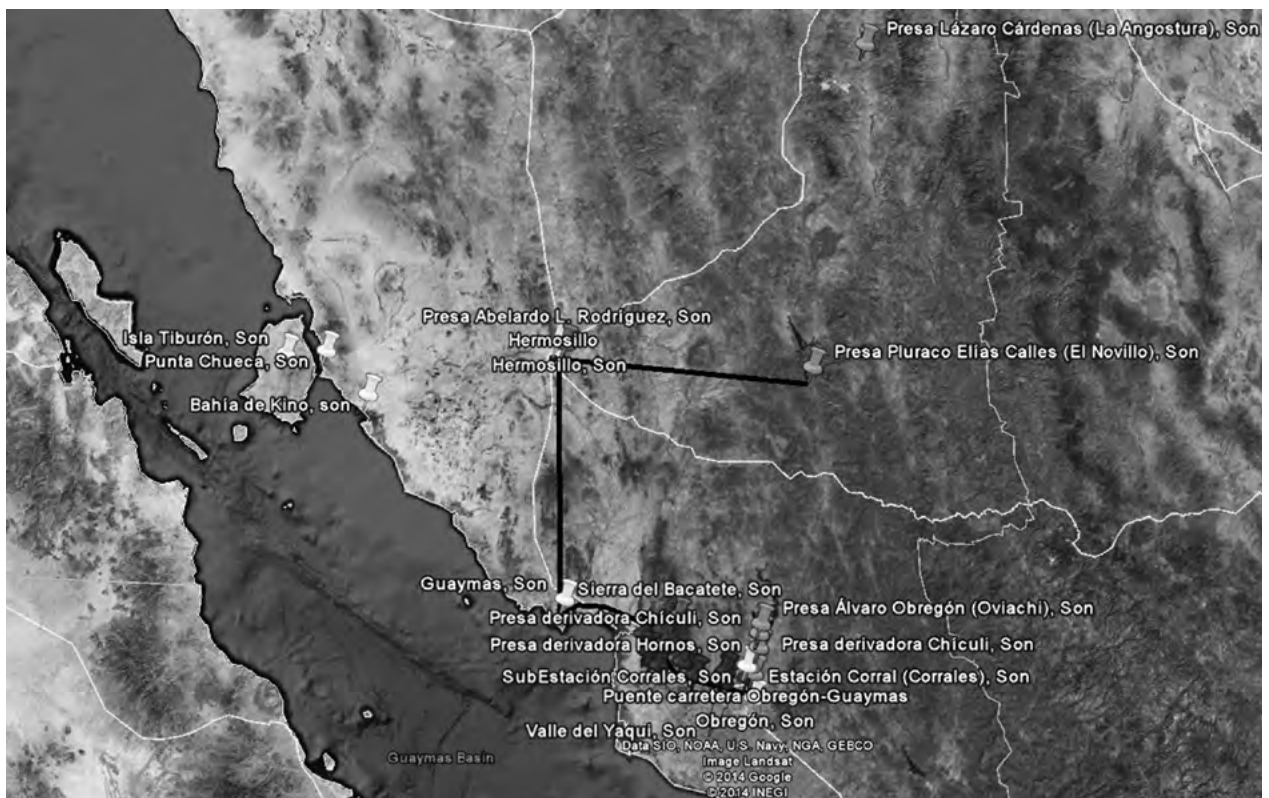 Presa Lázaro Cárdenas (La Angostura), Son
Presa Abelardo L. Rodríguez, Son
Isla Tiburón, Son
Hermosillo
Punta Chueca, Son
Hermosillo, Son
Presa Pluraco Elías Calles (El Novillo), Son
Bahía de Kino, son
Guaymas, Son
Sierra del Bacatete, Son
Presa Álvaro Obregón (Oviachi), Son
Presa derivadora Chículi, Son
Presa derivadora Hornos, Son
Presa derivadora Chículi, Son
SubEstación Corrales, Son
Estación Corral (Corrales), Son
Puente carretera Obregón-Guaymas
Obregón, Son
Valle del Yaqui, Son
Data SIO, NOAA, U.S. Navy, NGA, GEBCO
Guaymas Basin
Image Landsat
© 2014 Google
© 2014 INEGI